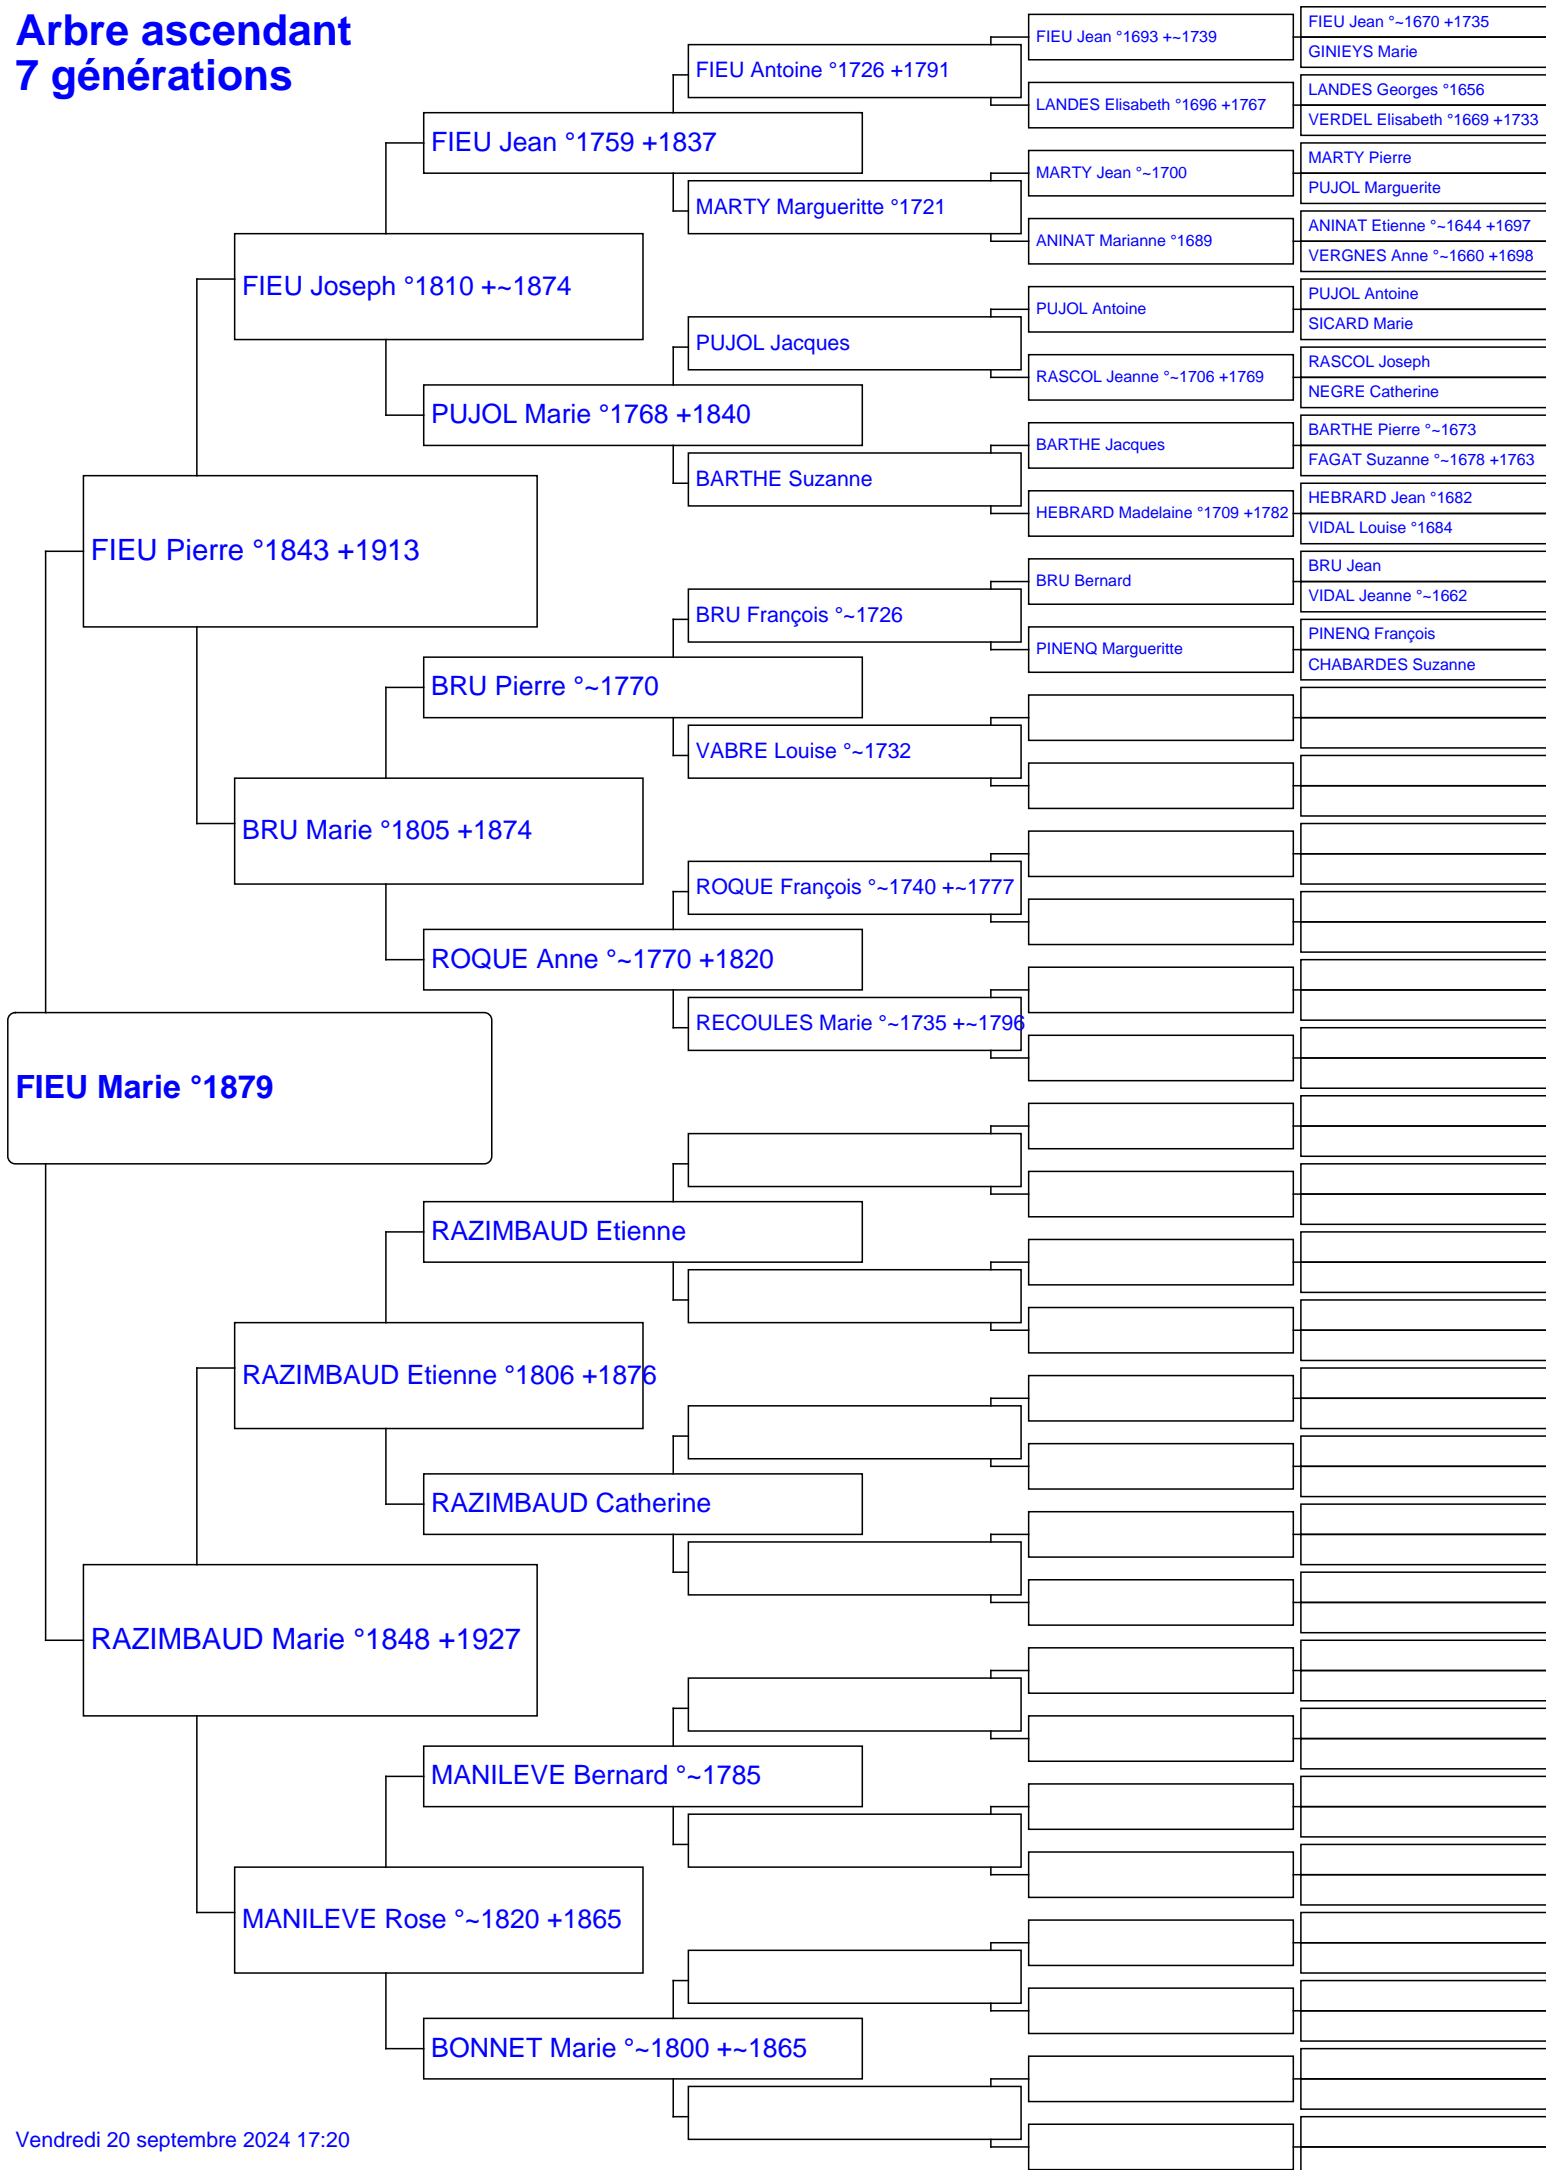 Arbre ascendant
7 générations
FIEU Marie °1879
FIEU Pierre °1843 +1913
RAZIMBAUD Marie °1848 +1927
FIEU Joseph °1810 +~1874
BRU Marie °1805 +1874
RAZIMBAUD Etienne °1806 +1876
MANILEVE Rose °~1820 +1865
FIEU Jean °1759 +1837
PUJOL Marie °1768 +1840
BRU Pierre °~1770
ROQUE Anne °~1770 +1820
RAZIMBAUD Etienne
RAZIMBAUD Catherine
MANILEVE Bernard °~1785
BONNET Marie °~1800 +~1865
FIEU Antoine °1726 +1791
MARTY Margueritte °1721
PUJOL Jacques
BARTHE Suzanne
BRU François °~1726
VABRE Louise °~1732
ROQUE François °~1740 +~1777
RECOULES Marie °~1735 +~1796
FIEU Jean °1693 +~1739
LANDES Elisabeth °1696 +1767
MARTY Jean °~1700
ANINAT Marianne °1689
PUJOL Antoine
RASCOL Jeanne °~1706 +1769
BARTHE Jacques
HEBRARD Madelaine °1709 +1782
BRU Bernard
PINENQ Margueritte
FIEU Jean °~1670 +1735
GINIEYS Marie
LANDES Georges °1656
VERDEL Elisabeth °1669 +1733
MARTY Pierre
PUJOL Marguerite
ANINAT Etienne °~1644 +1697
VERGNES Anne °~1660 +1698
PUJOL Antoine
SICARD Marie
RASCOL Joseph
NEGRE Catherine
BARTHE Pierre °~1673
FAGAT Suzanne °~1678 +1763
HEBRARD Jean °1682
VIDAL Louise °1684
BRU Jean
VIDAL Jeanne °~1662
PINENQ François
CHABARDES Suzanne
Vendredi 20 septembre 2024 17:20